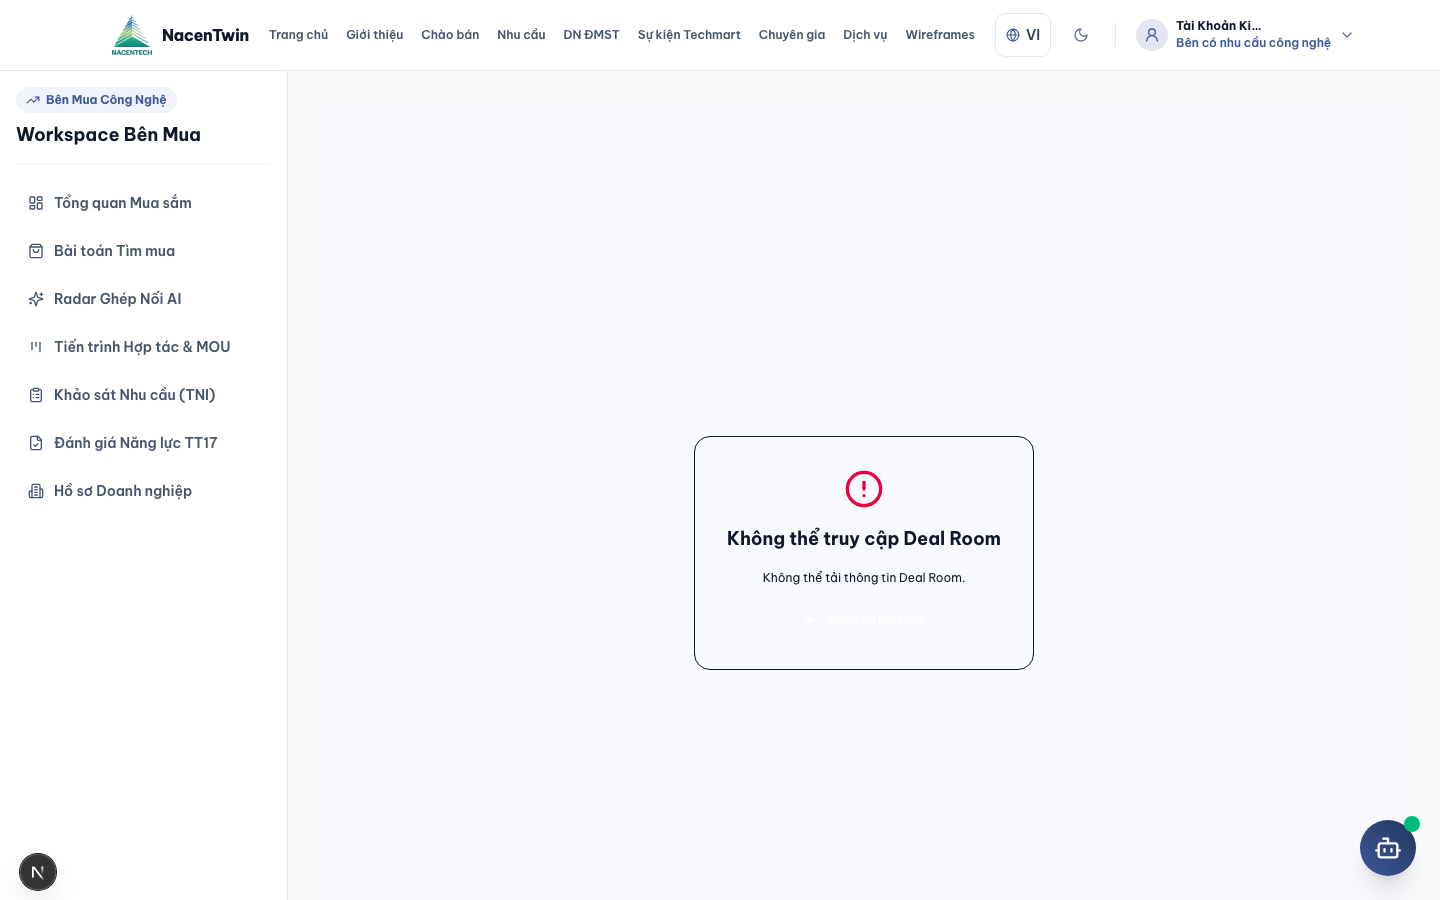 NACENTECH
NacenTwin
Trang chủ
Giới thiệu
Chào bán
Nhu cầu
DN ĐMST
Sự kiện Techmart
Chuyên gia
Dịch vụ
Wireframes
VI
Tài Khoản Ki...
Bên có nhu cầu công nghệ
Bên Mua Công Nghệ
Workspace Bên Mua
Tổng quan Mua sắm
Bài toán Tìm mua
Radar Ghép Nối AI
Tiến trình Hợp tác & MOU
Khảo sát Nhu cầu (TNI)
Đánh giá Năng lực TT17
Hồ sơ Doanh nghiệp
Không thể truy cập Deal Room
Không thể tải thông tin Deal Room.
Quay lại Pipeline
N